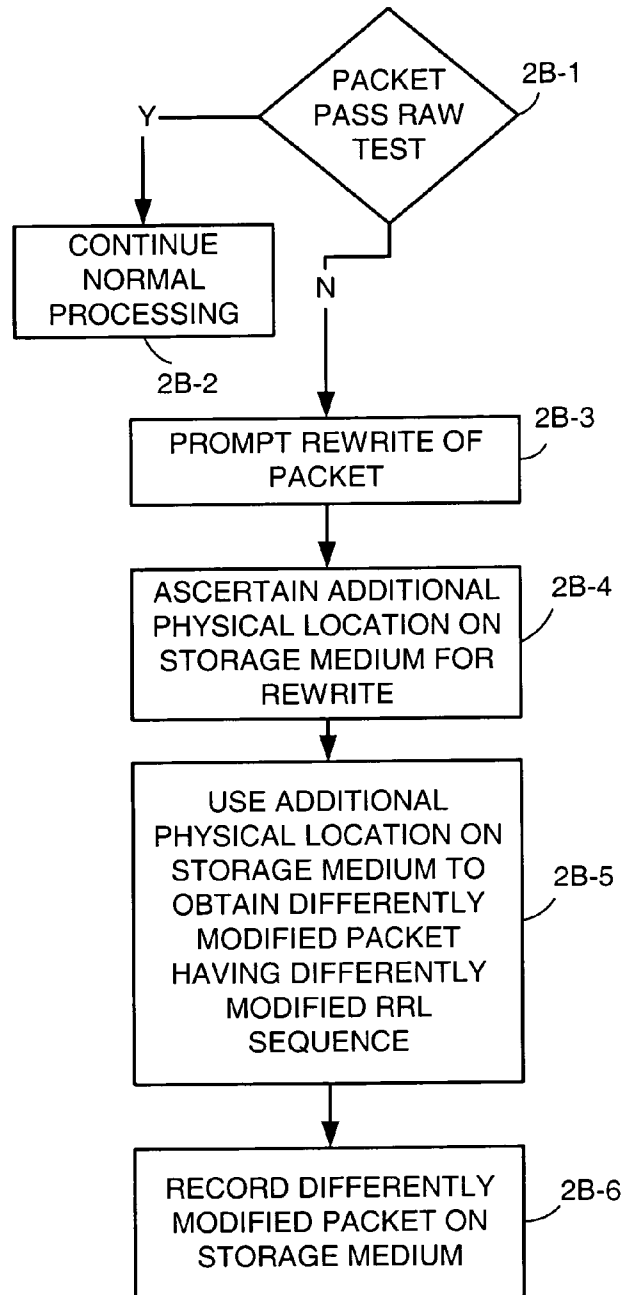 PACKET
PASS RAW
TEST
2B-1
Y
CONTINUE
NORMAL
PROCESSING
2B-2
N
2B-3
PROMPT REWRITE OF
PACKET
2B-4
ASCERTAIN ADDITIONAL
PHYSICAL LOCATION ON
STORAGE MEDIUM FOR
REWRITE
USE ADDITIONAL
PHYSICAL LOCATION ON
STORAGE MEDIUM TO
OBTAIN DIFFERENTLY
MODIFIED PACKET
HAVING DIFFERENTLY
MODIFIED RRL
SEQUENCE
2B-5
RECORD DIFFERENTLY
MODIFIED PACKET ON
STORAGE MEDIUM
2B-6